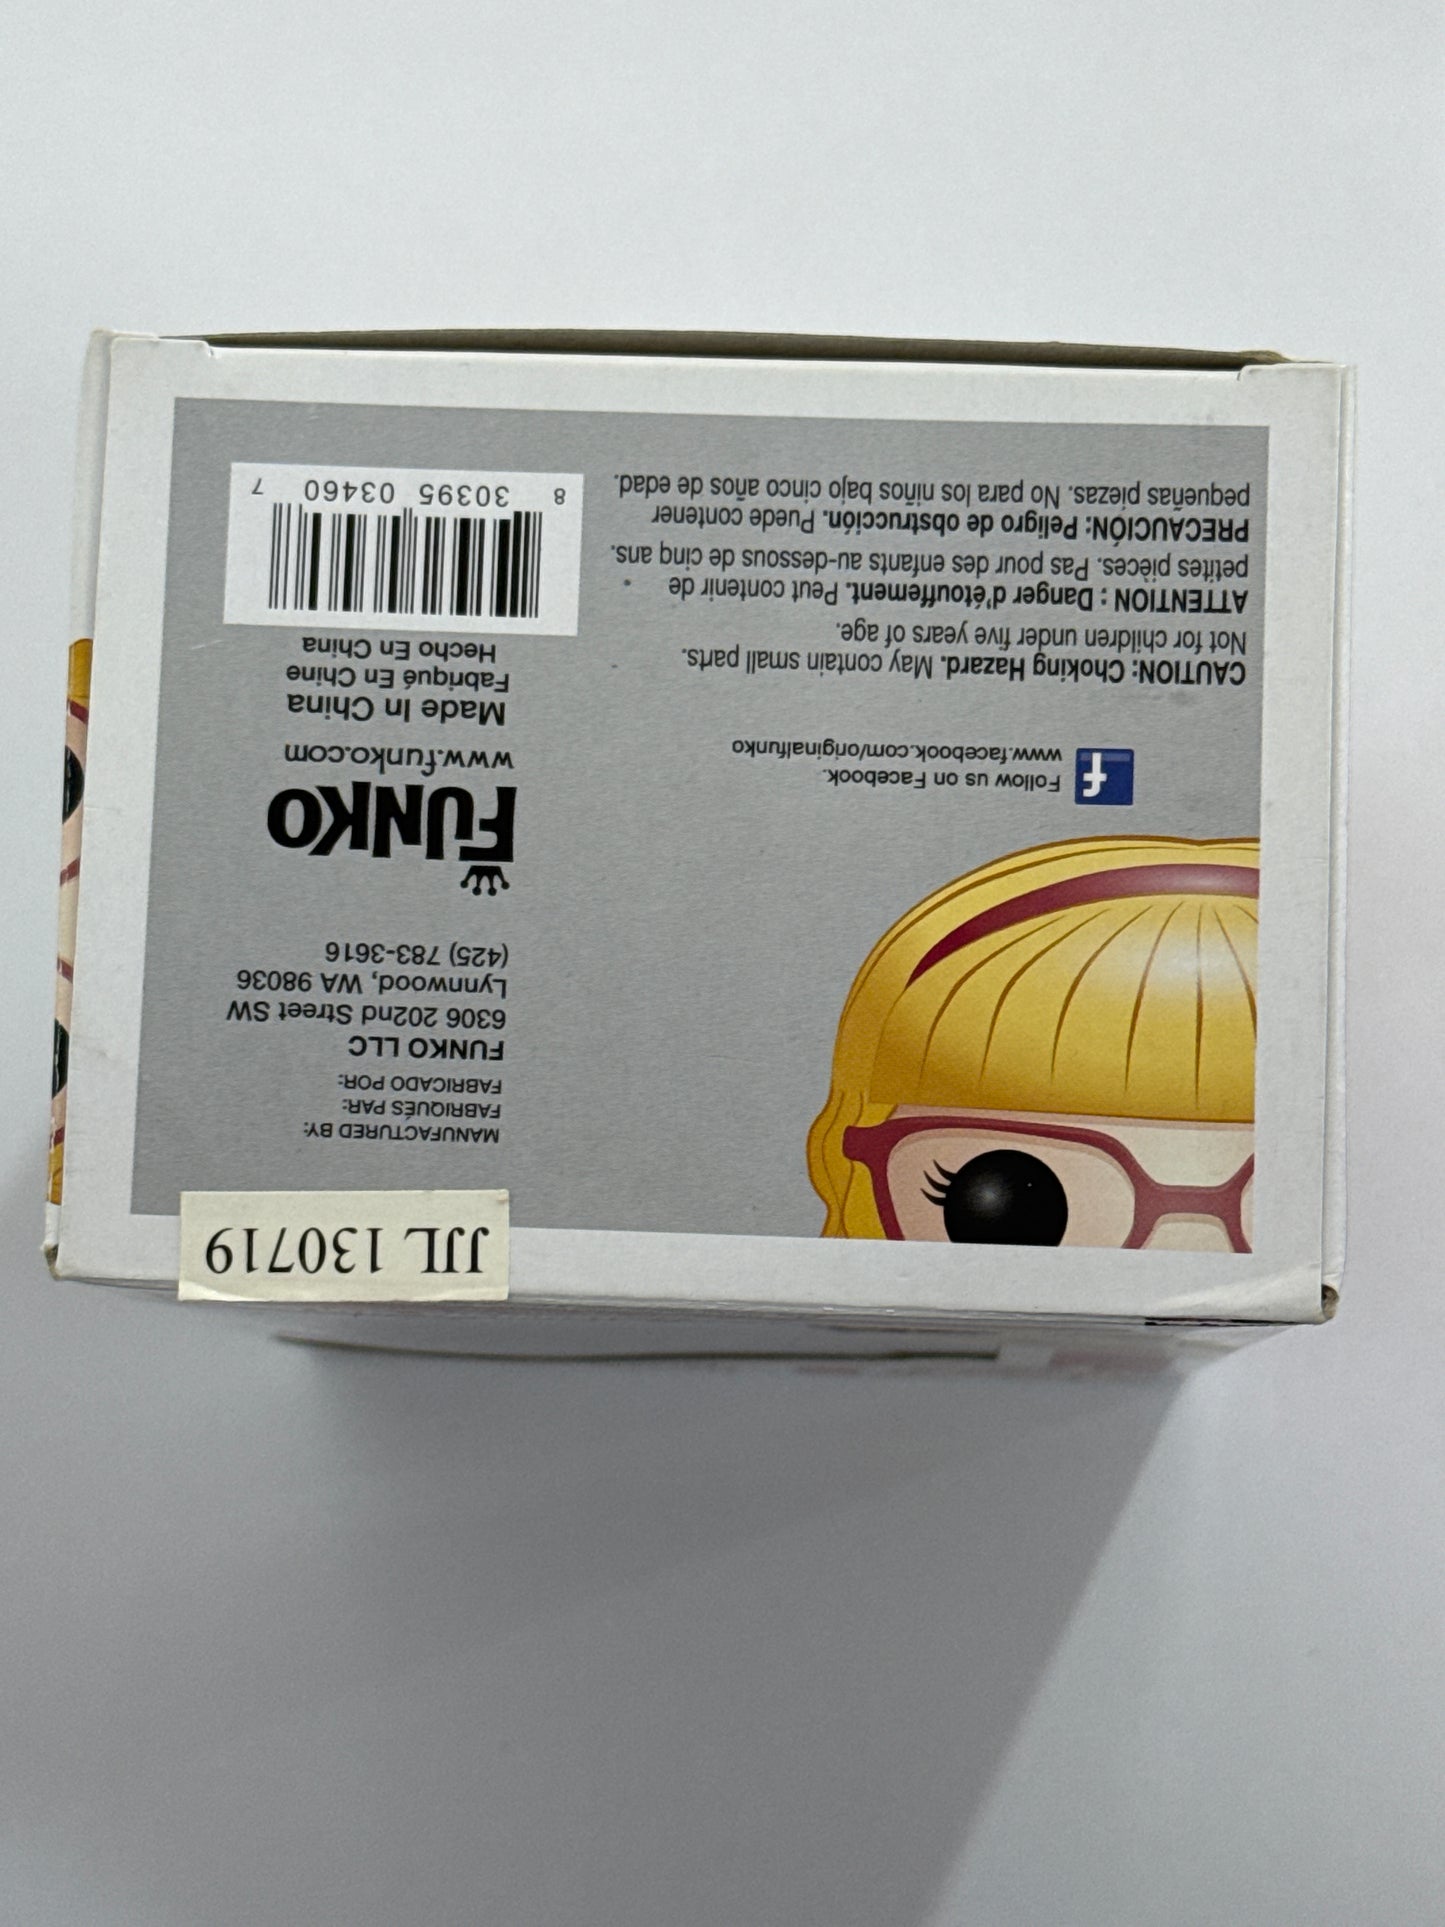 JJL 130719
MANUFACTURED BY:
FABRIQUÉS PAR:
FABRICADO POR:
FUNKO LLC
6306 202nd Street SW
Lynnwood, WA 98036
(425) 783-3616
FUNKO
www.funko.com
Made In China
Fabriqué En Chine
Hecho En China
8 30395 03460 7
f
Follow us on Facebook.
www.facebook.com/originalfunko
CAUTION: Choking Hazard. May contain small parts.
Not for children under five years of age.
ATTENTION : Danger d'étouffement. Peut contenir de
petites pièces. Pas pour des enfants au-dessous de cinq ans.
PRECAUCIÓN: Peligro de obstrucción. Puede contener
pequeñas piezas. No para los niños bajo cinco años de edad.